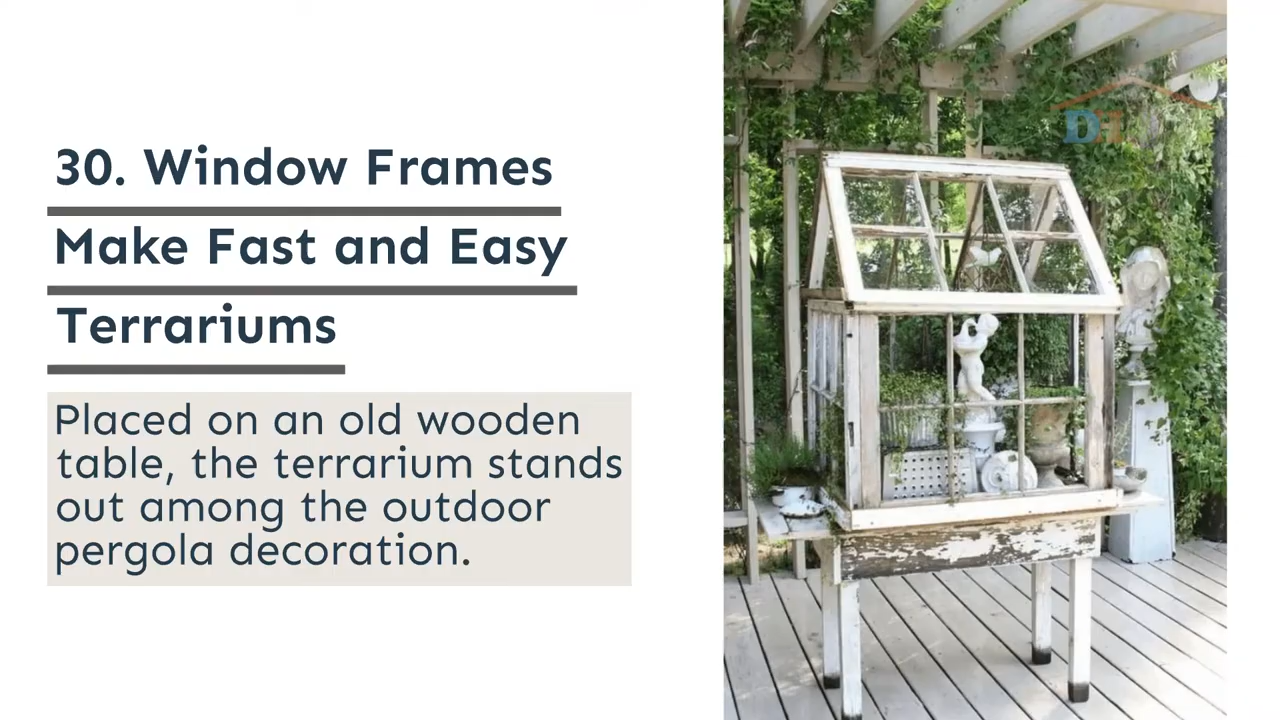 30. Window Frames
Make Fast and Easy
Terrariums
Placed on an old wooden
table, the terrarium stands
out among the outdoor
pergola decoration.
DH